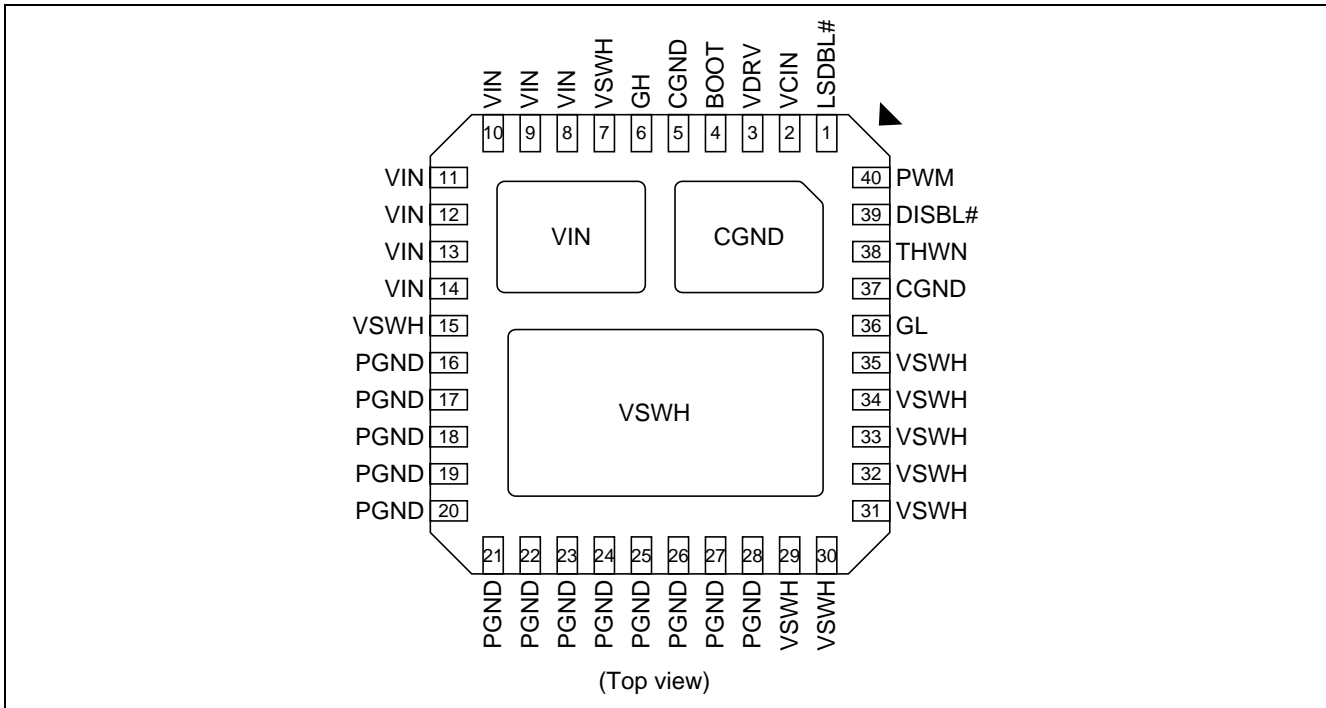 VIN
VIN
VIN
VSWH
GH
CGND
BOOT
VDRV
VCIN
LSDBL#
10 9 8 7 6 5 4 3 2 1
VIN 11 40 PWM
VIN 12 39 DISBL#
VIN 13 38 THWN
VIN 14 37 CGND
VSWH 15 36 GL
PGND 16 35 VSWH
PGND 17 34 VSWH
PGND 18 33 VSWH
PGND 19 32 VSWH
PGND 20 31 VSWH
VIN
CGND
VSWH
21 22 23 24 25 26 27 28 29 30
PGND
PGND
PGND
PGND
PGND
PGND
PGND
PGND
VSWH
VSWH
(Top view)